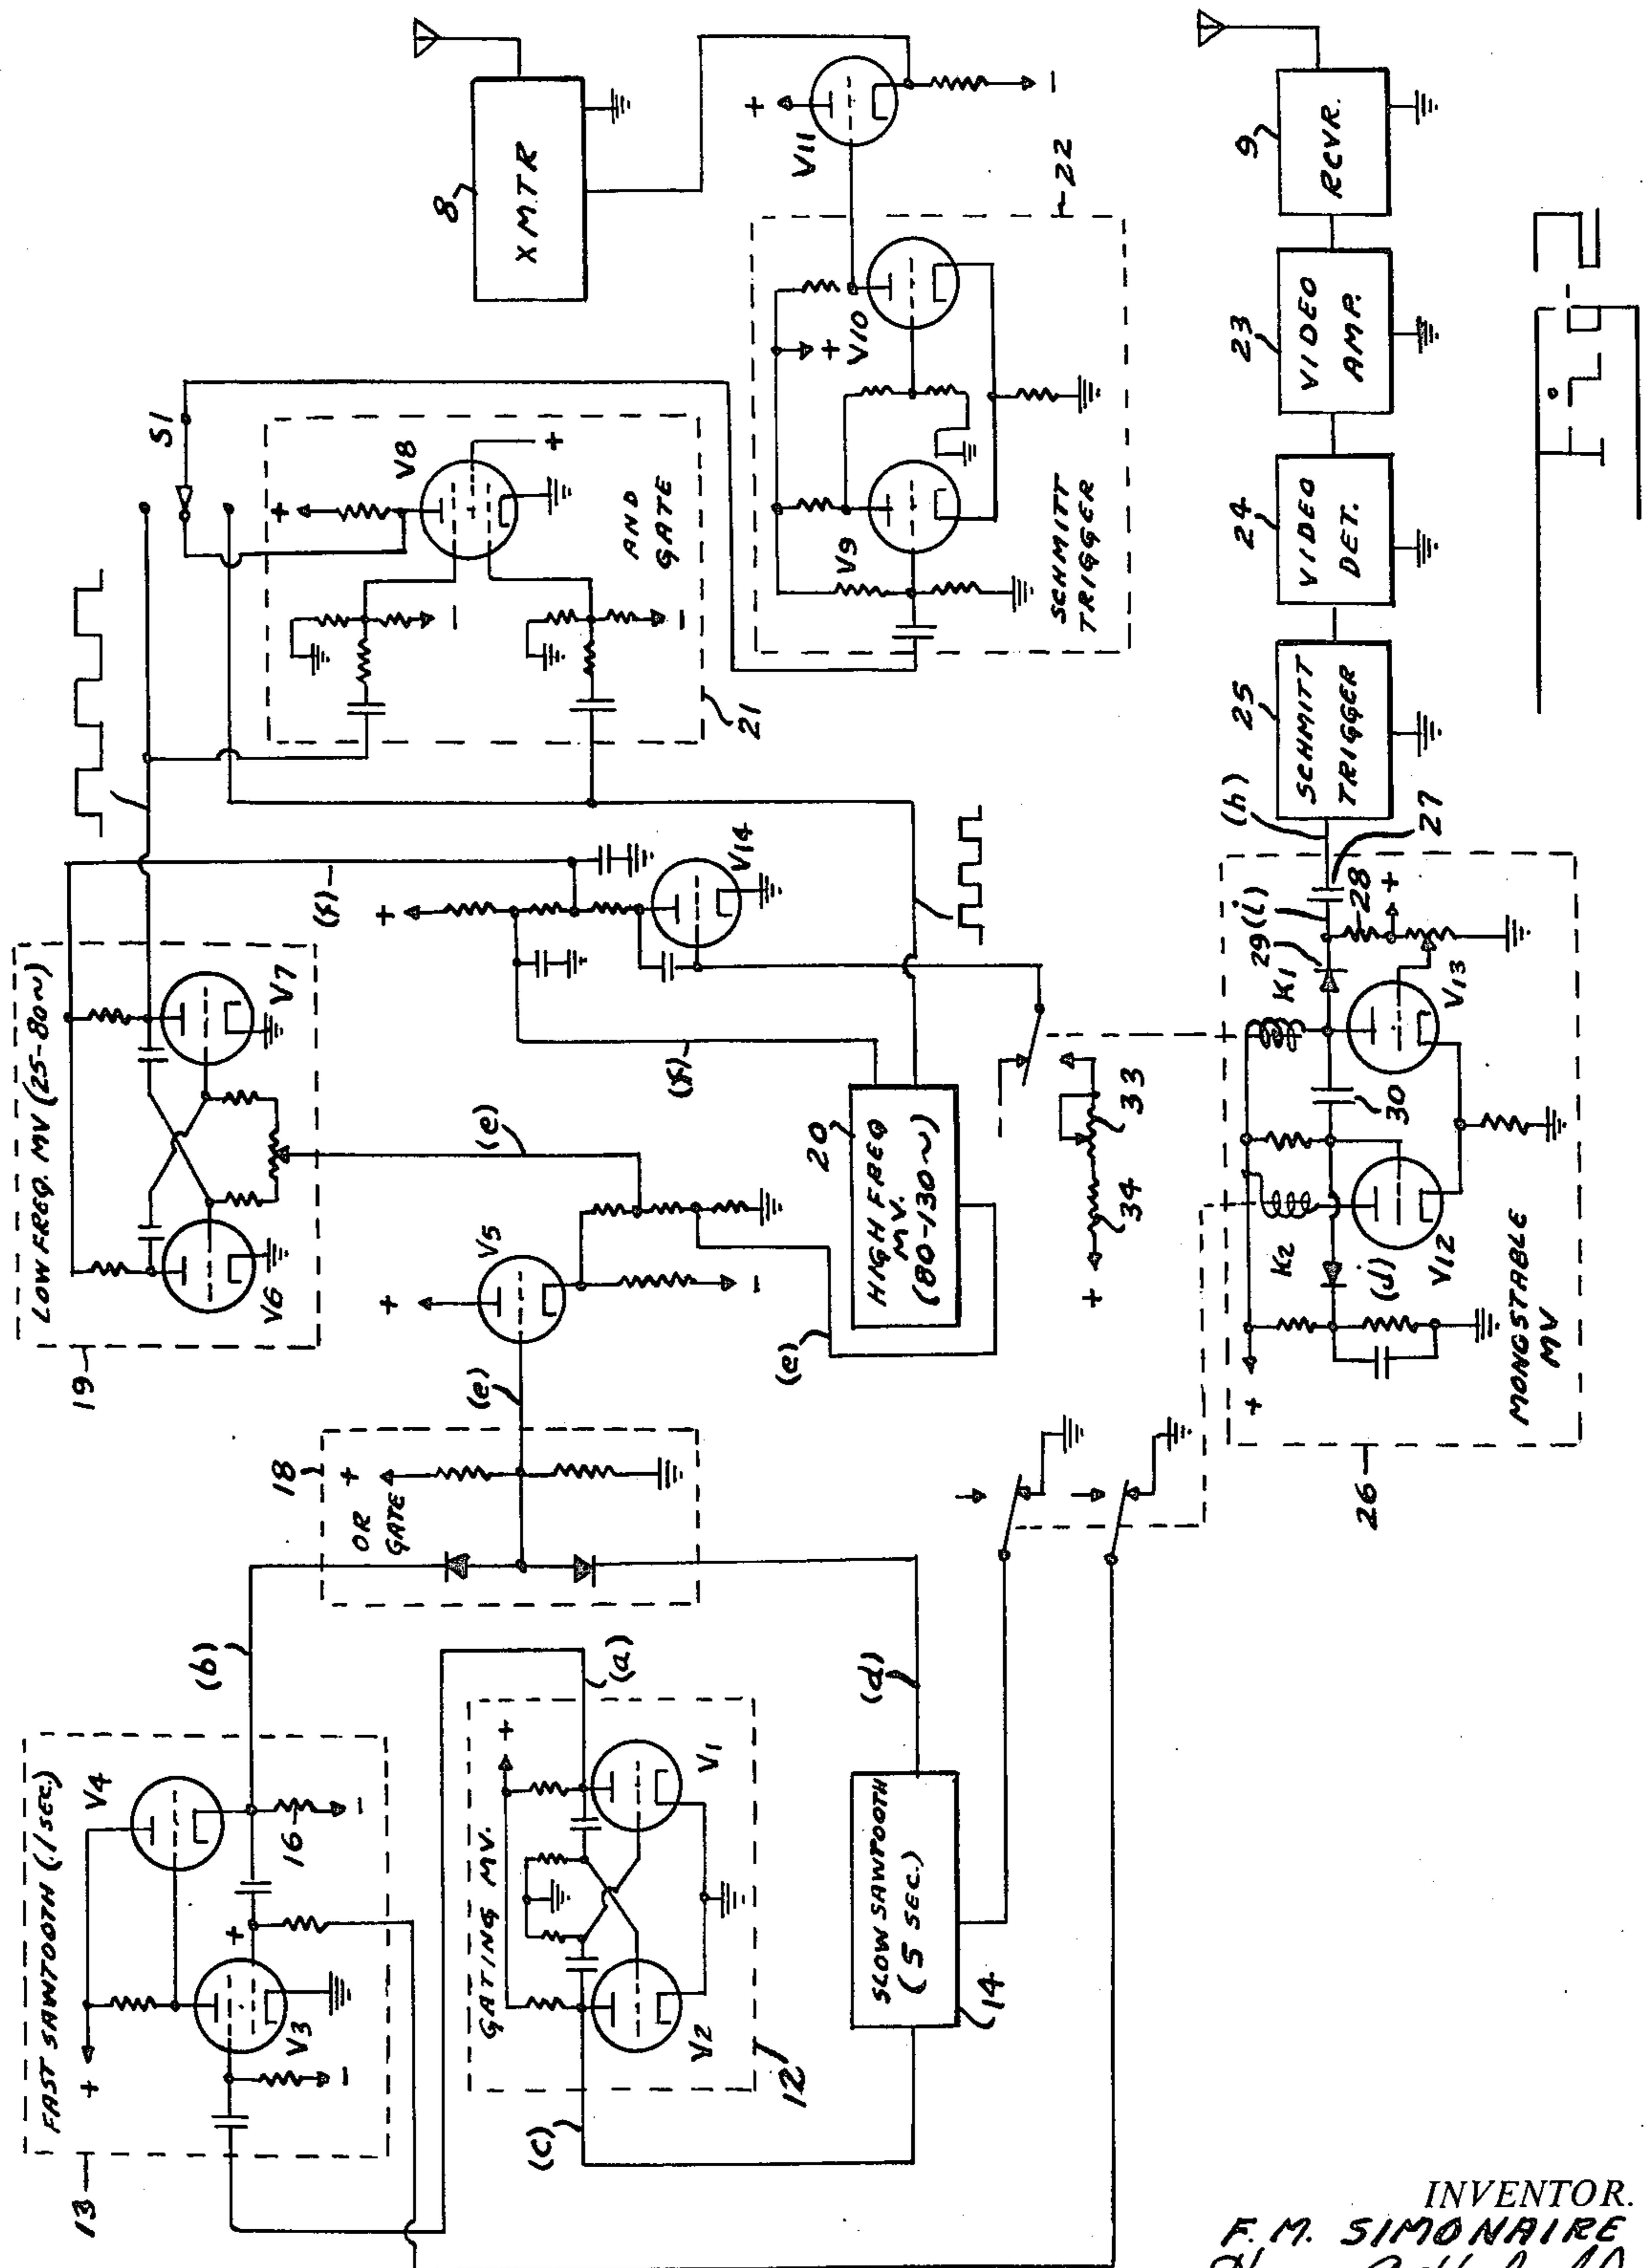 13
FAST SAWTOOTH (.1 SEC.)
V4
+
V3
+
16
-
-
(b)
(a)
(c)
GATING MV.
+
V1
V2
12
SLOW SAWTOOTH
(5 SEC.)
14
(d)
18
OR
GATE
+
(e)
V5
+
-
(e)
(e)
19
LOW FREQ. MV (25-80~)
V6
V7
(f)
+
V14
(f)
20
HIGH FREQ
MV.
(80-130~)
33
34
+
S1
V8
+
+
-
-
AND
GATE
21
8
XMTR
V11
+
-
22
V10
+
V9
SCHMITT
TRIGGER
9
RCVR.
23
VIDEO
AMP.
24
VIDEO
DET.
25
SCHMITT
TRIGGER
(h)
27
28
(i)
+
29
K1
V13
30
K2
(j)
V12
+
MONOSTABLE
MV
26
INVENTOR.
F. M. SIMONAIRE